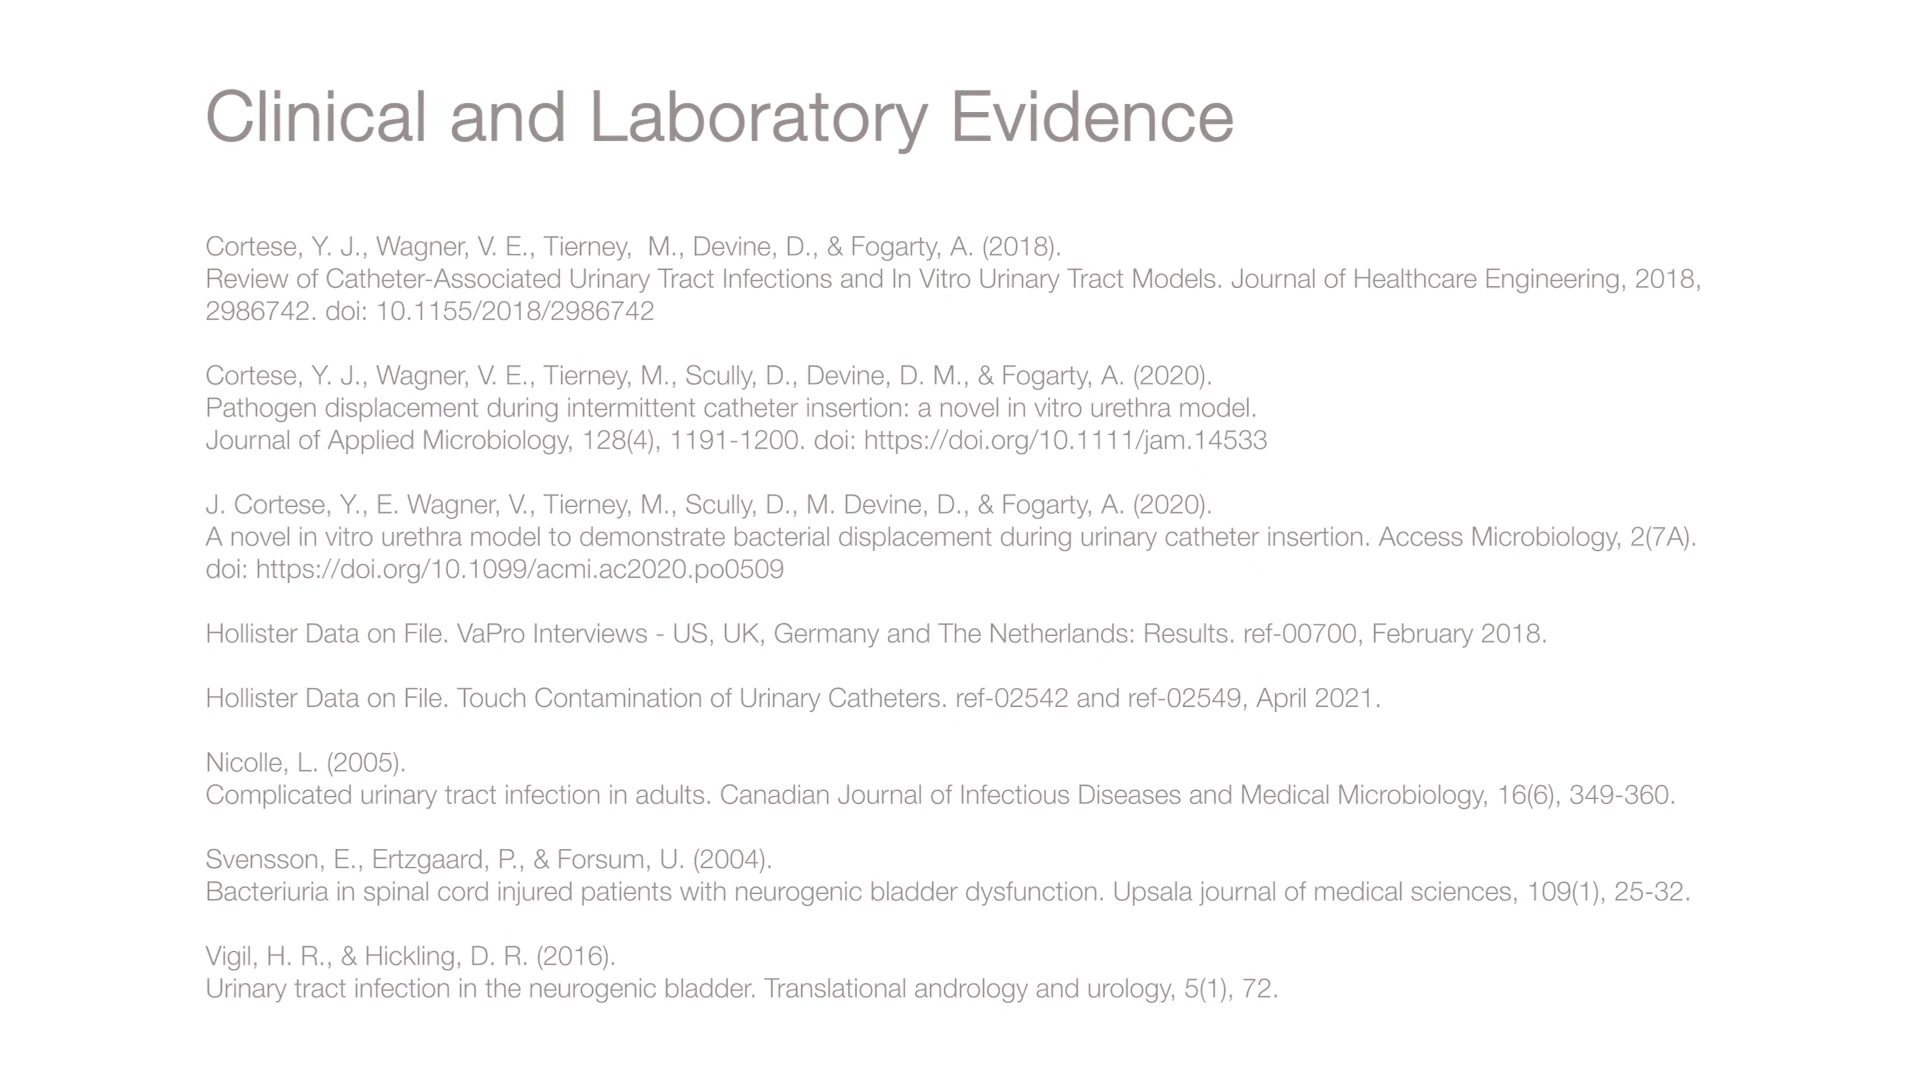 Clinical and Laboratory Evidence
Cortese, Y. J., Wagner, V. E., Tierney,  M., Devine, D., & Fogarty, A. (2018).
Review of Catheter-Associated Urinary Tract Infections and In Vitro Urinary Tract Models. Journal of Healthcare Engineering, 2018,
2986742. doi: 10.1155/2018/2986742
Cortese, Y. J., Wagner, V. E., Tierney, M., Scully, D., Devine, D. M., & Fogarty, A. (2020).
Pathogen displacement during intermittent catheter insertion: a novel in vitro urethra model.
Journal of Applied Microbiology, 128(4), 1191-1200. doi: https://doi.org/10.1111/jam.14533
J. Cortese, Y., E. Wagner, V., Tierney, M., Scully, D., M. Devine, D., & Fogarty, A. (2020).
A novel in vitro urethra model to demonstrate bacterial displacement during urinary catheter insertion. Access Microbiology, 2(7A).
doi: https://doi.org/10.1099/acmi.ac2020.po0509
Hollister Data on File. VaPro Interviews - US, UK, Germany and The Netherlands: Results. ref-00700, February 2018.
Hollister Data on File. Touch Contamination of Urinary Catheters. ref-02542 and ref-02549, April 2021.
Nicolle, L. (2005).
Complicated urinary tract infection in adults. Canadian Journal of Infectious Diseases and Medical Microbiology, 16(6), 349-360.
Svensson, E., Ertzgaard, P., & Forsum, U. (2004).
Bacteriuria in spinal cord injured patients with neurogenic bladder dysfunction. Upsala journal of medical sciences, 109(1), 25-32.
Vigil, H. R., & Hickling, D. R. (2016).
Urinary tract infection in the neurogenic bladder. Translational andrology and urology, 5(1), 72.